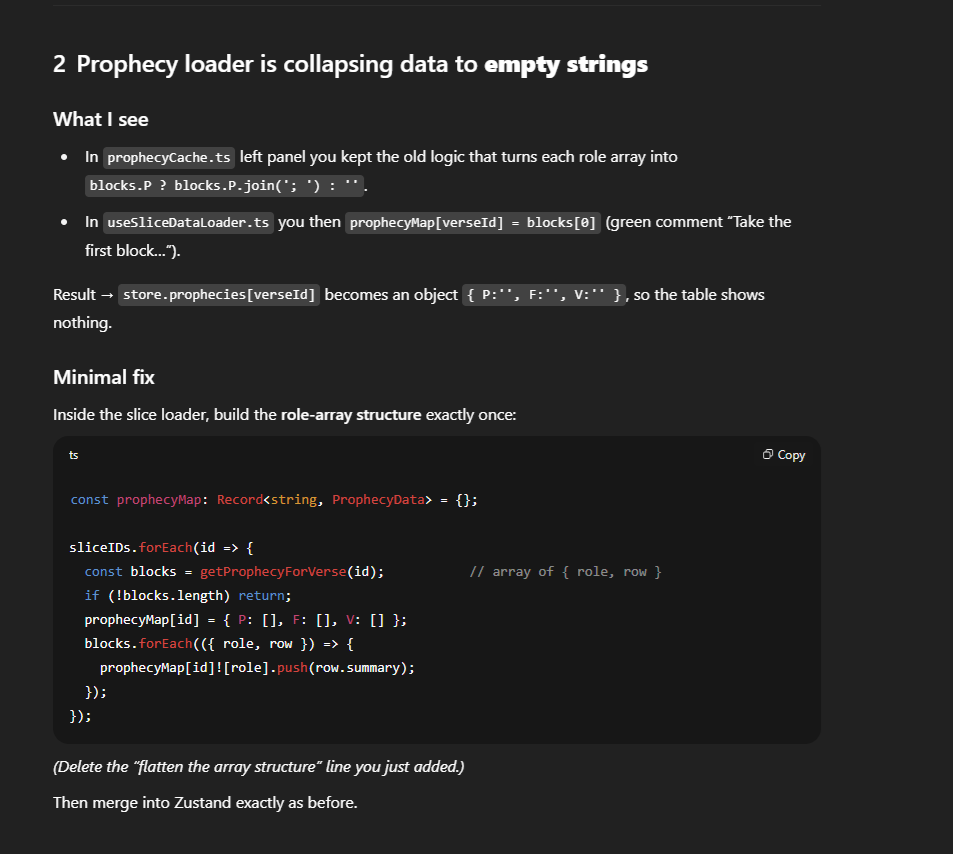 2 Prophecy loader is collapsing data to empty strings
What I see
• In prophecyCache.ts left panel you kept the old logic that turns each role array into
blocks.P ? blocks.P.join('; ') : ''.
• In useSliceDataLoader.ts you then prophecyMap[verseId] = blocks[0] (green comment “Take the
first block…”).
Result → store.prophecies[verseId] becomes an object { P:'', F:'', V:'' }, so the table shows
nothing.
Minimal fix
Inside the slice loader, build the role-array structure exactly once:
ts
Copy
const prophecyMap: Record<string, ProphecyData> = {};
sliceIDs.forEach(id => {
  const blocks = getProphecyForVerse(id);           // array of { role, row }
  if (!blocks.length) return;
  prophecyMap[id] = { P: [], F: [], V: [] };
  blocks.forEach(({ role, row }) => {
    prophecyMap[id]![role].push(row.summary);
  });
});
(Delete the “flatten the array structure” line you just added.)
Then merge into Zustand exactly as before.